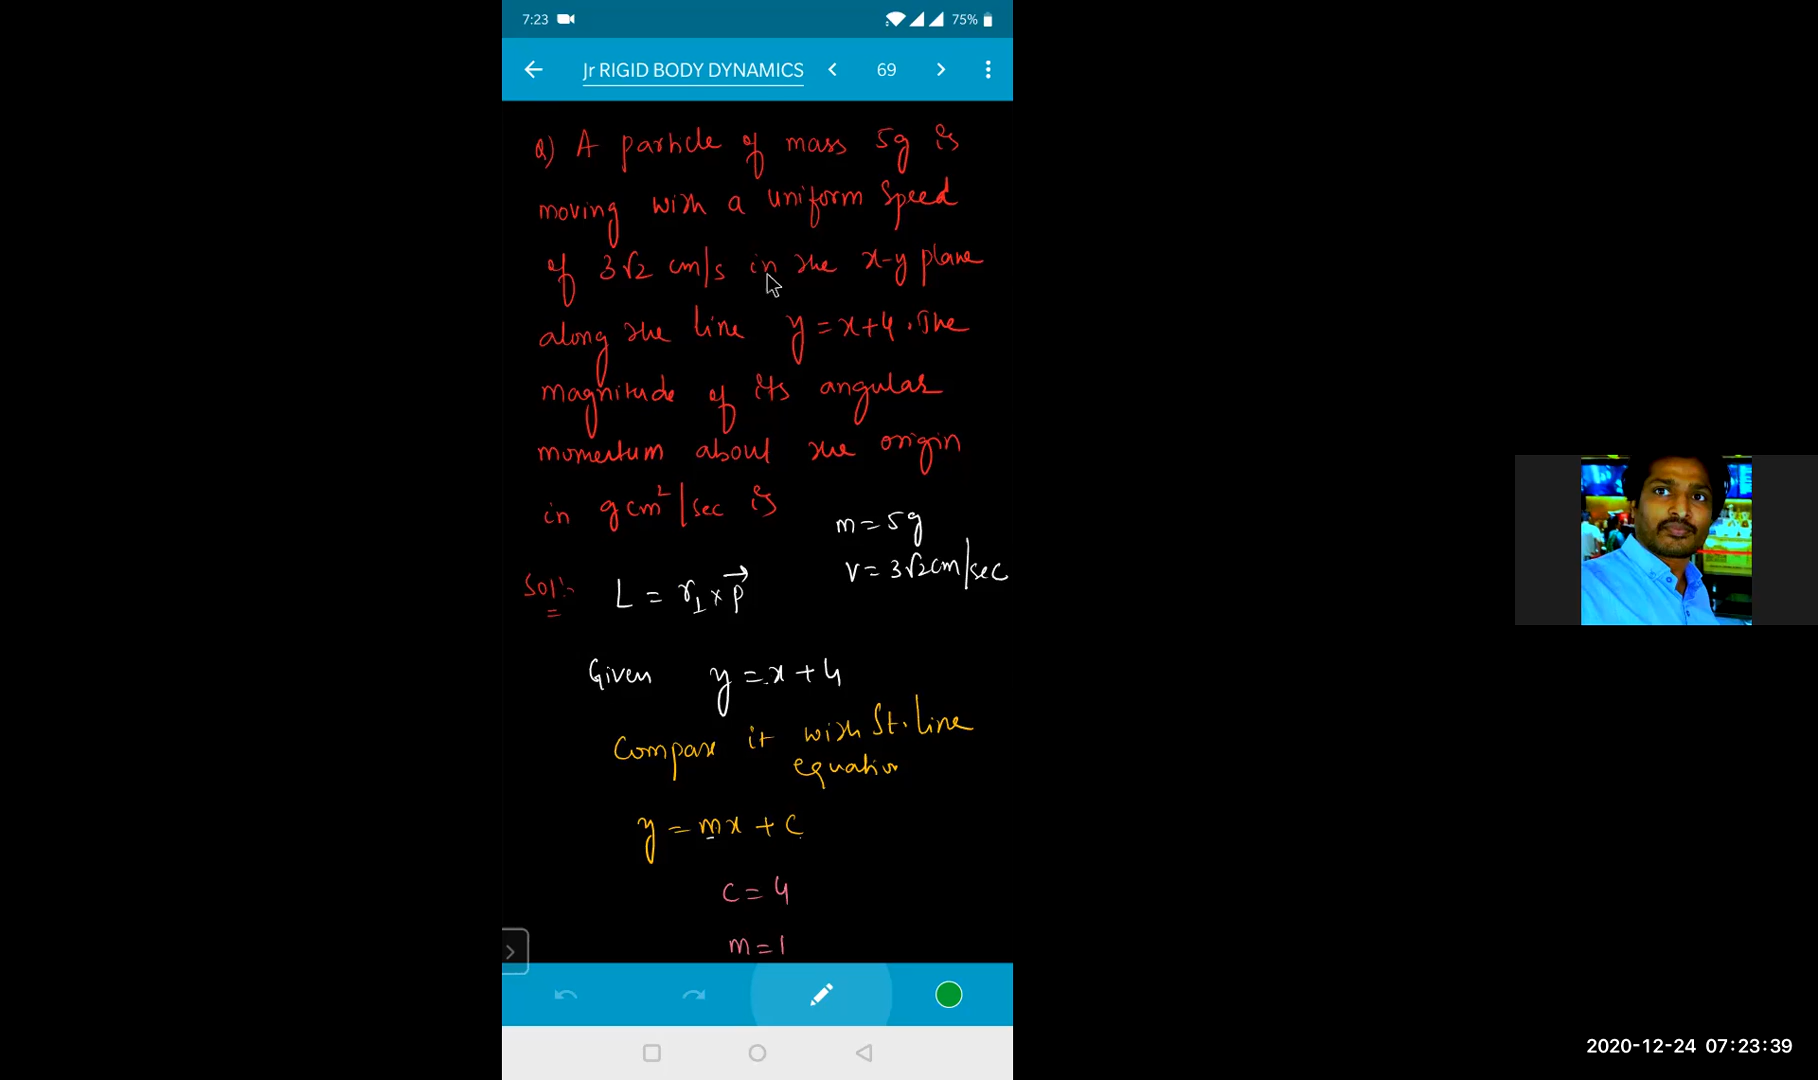 7:23
75%
Jr RIGID BODY DYNAMICS
69
Q) A particle of mass 5g is
moving with a uniform speed
of 3√2 cm/s in the x-y plane
along the line y = x+4. The
magnitude of its angular
momentum about the origin
in gcm²/sec is
m = 5g
v = 3√2cm/sec
Sol:-
L = r⊥ × p⃗
Given y = x + 4
Compare it with St. line
equation
y = mx + c
c = 4
m = 1
2020-12-24 07:23:39